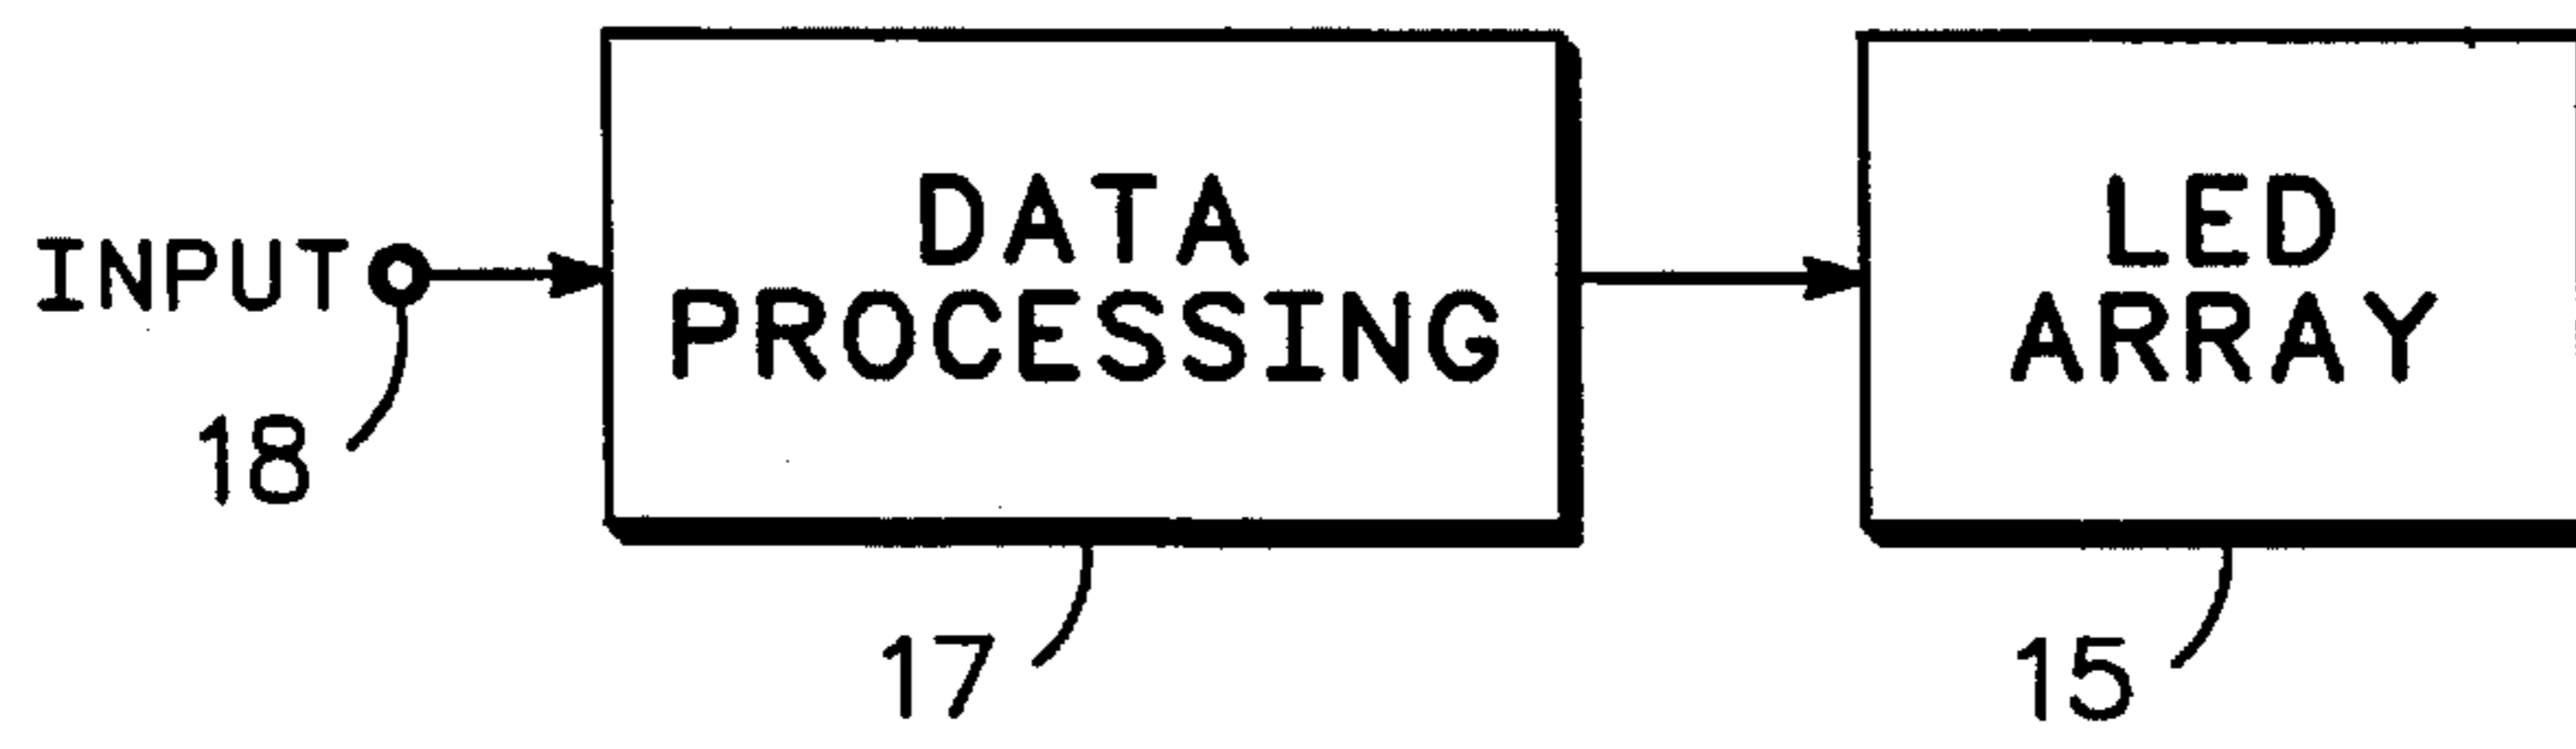 INPUT
DATA
PROCESSING
LED
ARRAY
18
17
15